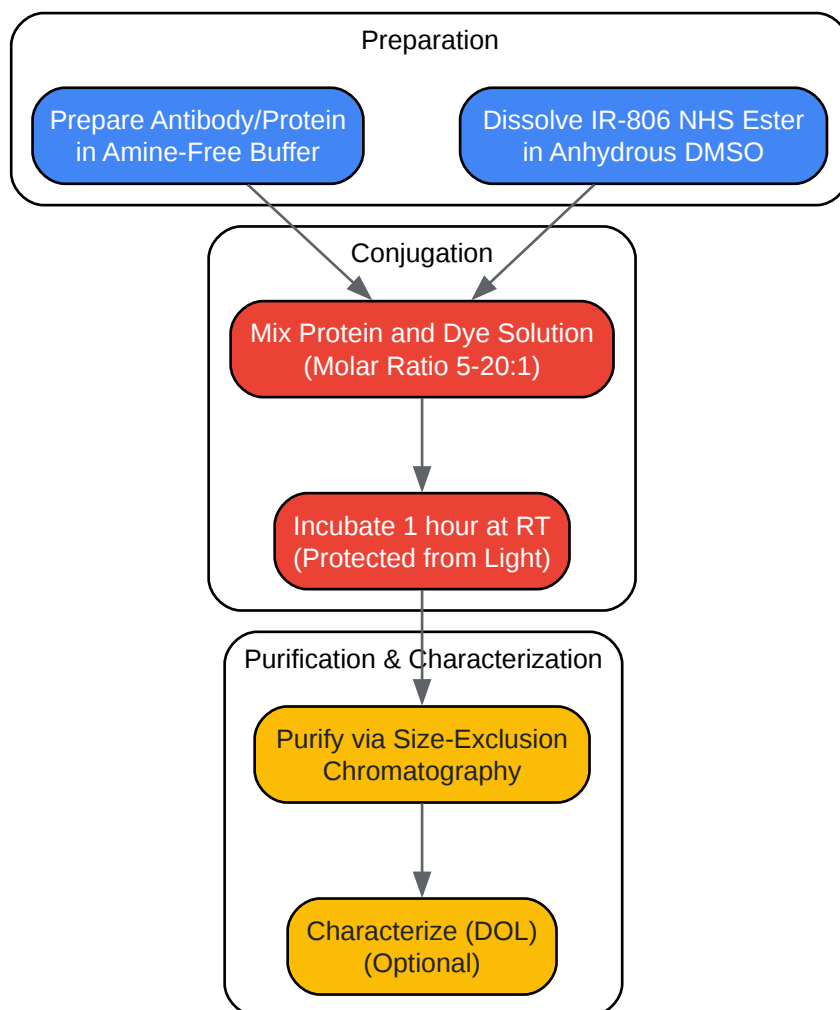 Preparation
Prepare Antibody/Protein
in Amine-Free Buffer
Dissolve IR-806 NHS Ester
in Anhydrous DMSO
Conjugation
Mix Protein and Dye Solution
(Molar Ratio 5-20:1)
Incubate 1 hour at RT
(Protected from Light)
Purification & Characterization
Purify via Size-Exclusion
Chromatography
Characterize (DOL)
(Optional)